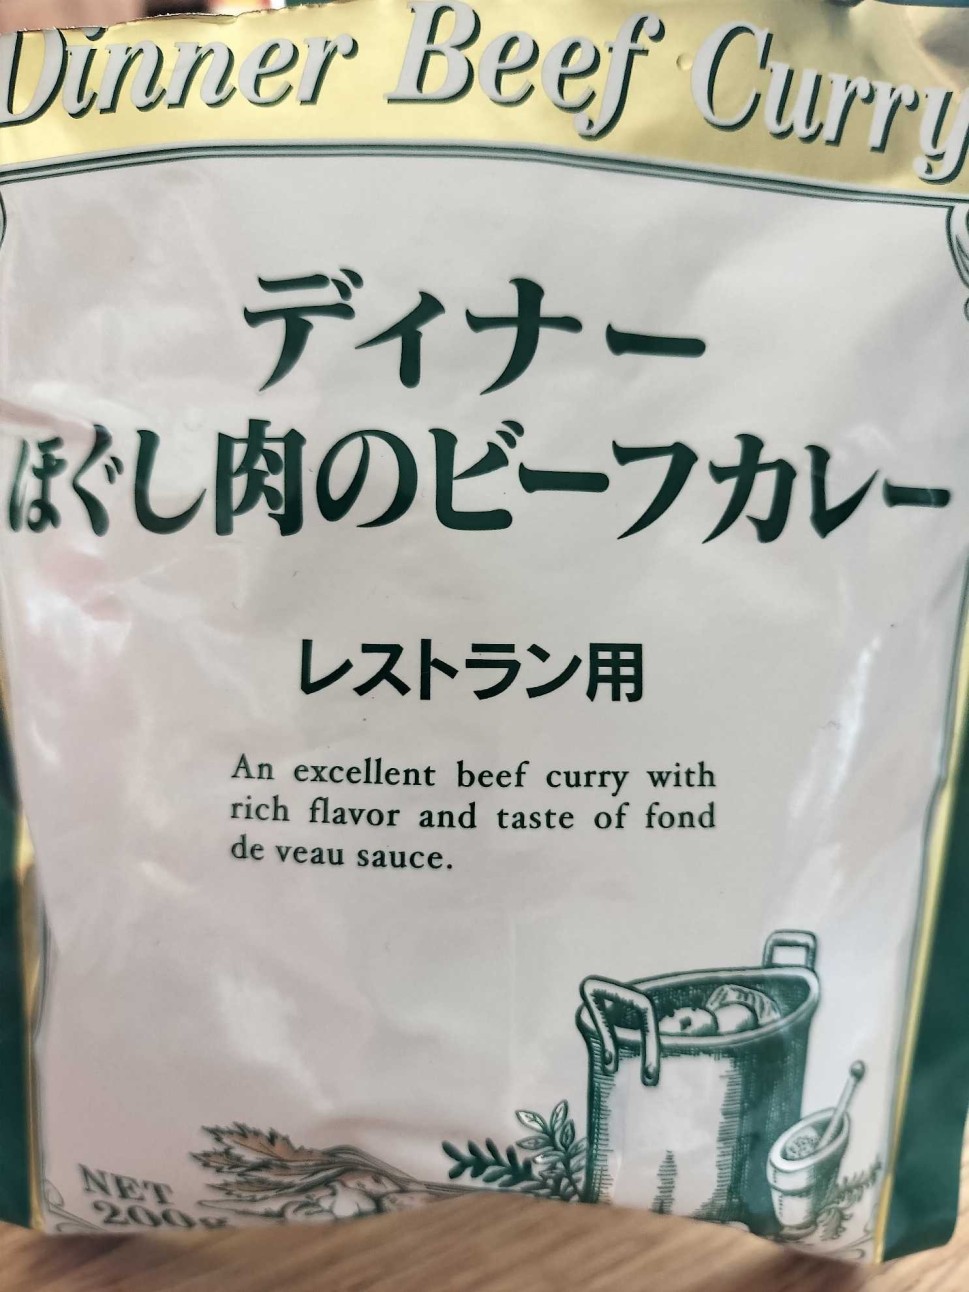 Dinner Beef Curry
ディナー
ほぐし肉のビーフカレー
レストラン用
An excellent beef curry with
rich flavor and taste of fond
de veau sauce.
NET
200g